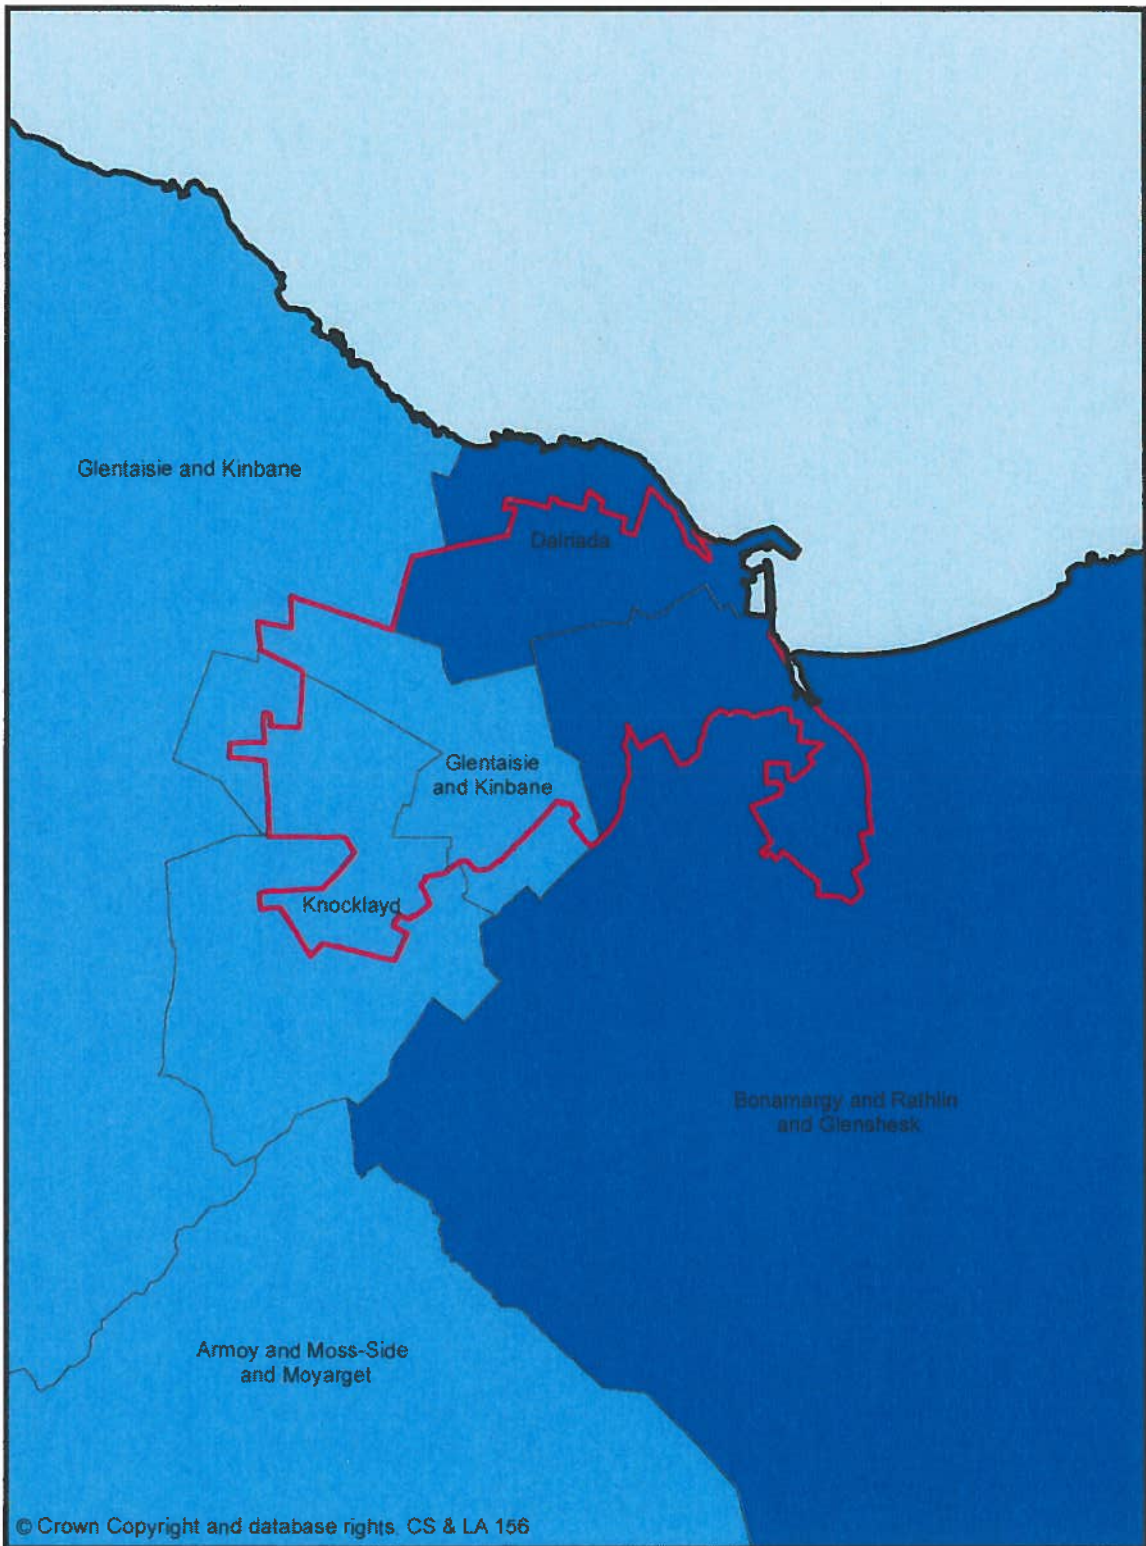 Glentaisie and Kinbane
Dalriada
Glentaisie
and Kinbane
Knocklayd
Bonamargy and Rathlin
and Glenshesk
Armoy and Moss-Side
and Moyarget
© Crown Copyright and database rights. CS & LA 156